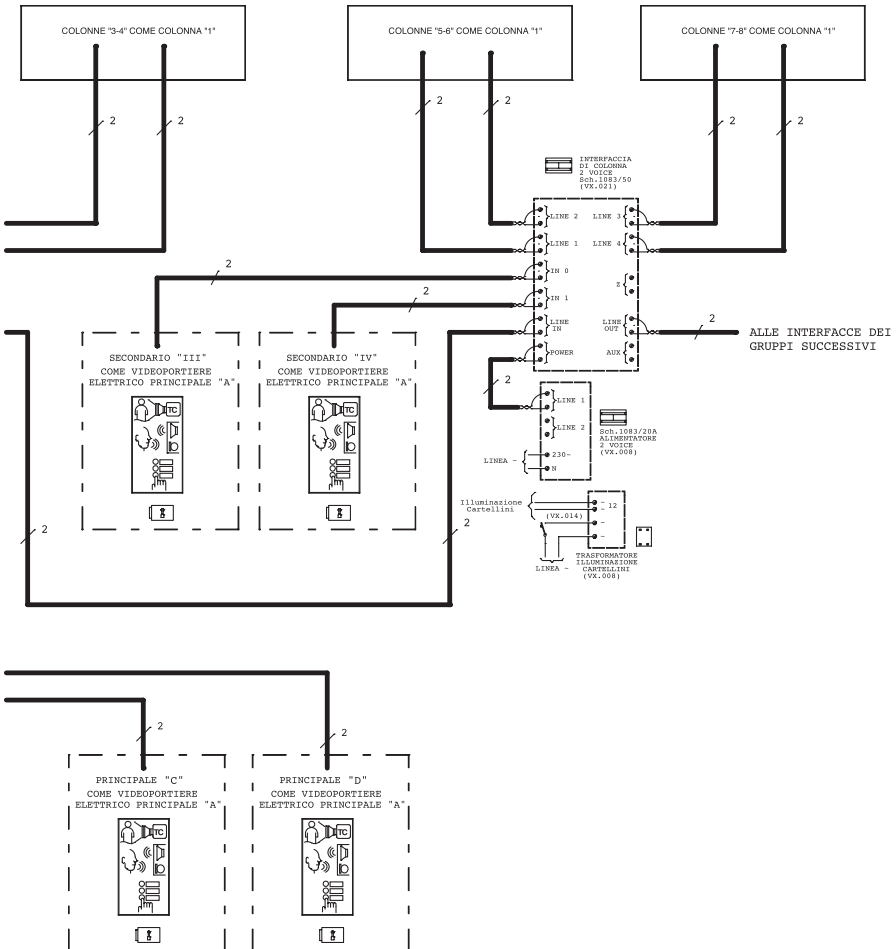 COLONNE "3-4" COME COLONNA "1"
COLONNE "5-6" COME COLONNA "1"
COLONNE "7-8" COME COLONNA "1"
2
2
2
2
2
2
INTERFACCIA
DI COLONNA
2 VOICE
Sch.1083/50
(VX.021)
LINE 2
LINE 3
LINE 1
LINE 4
IN 0
Z
IN 1
LINE
IN
LINE
OUT
POWER
AUX
2
2
2
ALLE INTERFACCE DEI
GRUPPI SUCCESSIVI
SECONDARIO "III"
COME VIDEOPORTIERE
ELETTRICO PRINCIPALE "A"
TC
SECONDARIO "IV"
COME VIDEOPORTIERE
ELETTRICO PRINCIPALE "A"
TC
2
LINE 1
LINE 2
230~
N
LINEA ~
Sch.1083/20A
ALIMENTATORE
2 VOICE
(VX.008)
Illuminazione
Cartellini
(VX.014)
~
12
~
~
~
LINEA ~
TRASFORMATORE
ILLUMINAZIONE
CARTELLINI
(VX.008)
2
2
2
2
PRINCIPALE "C"
COME VIDEOPORTIERE
ELETTRICO PRINCIPALE "A"
TC
PRINCIPALE "D"
COME VIDEOPORTIERE
ELETTRICO PRINCIPALE "A"
TC